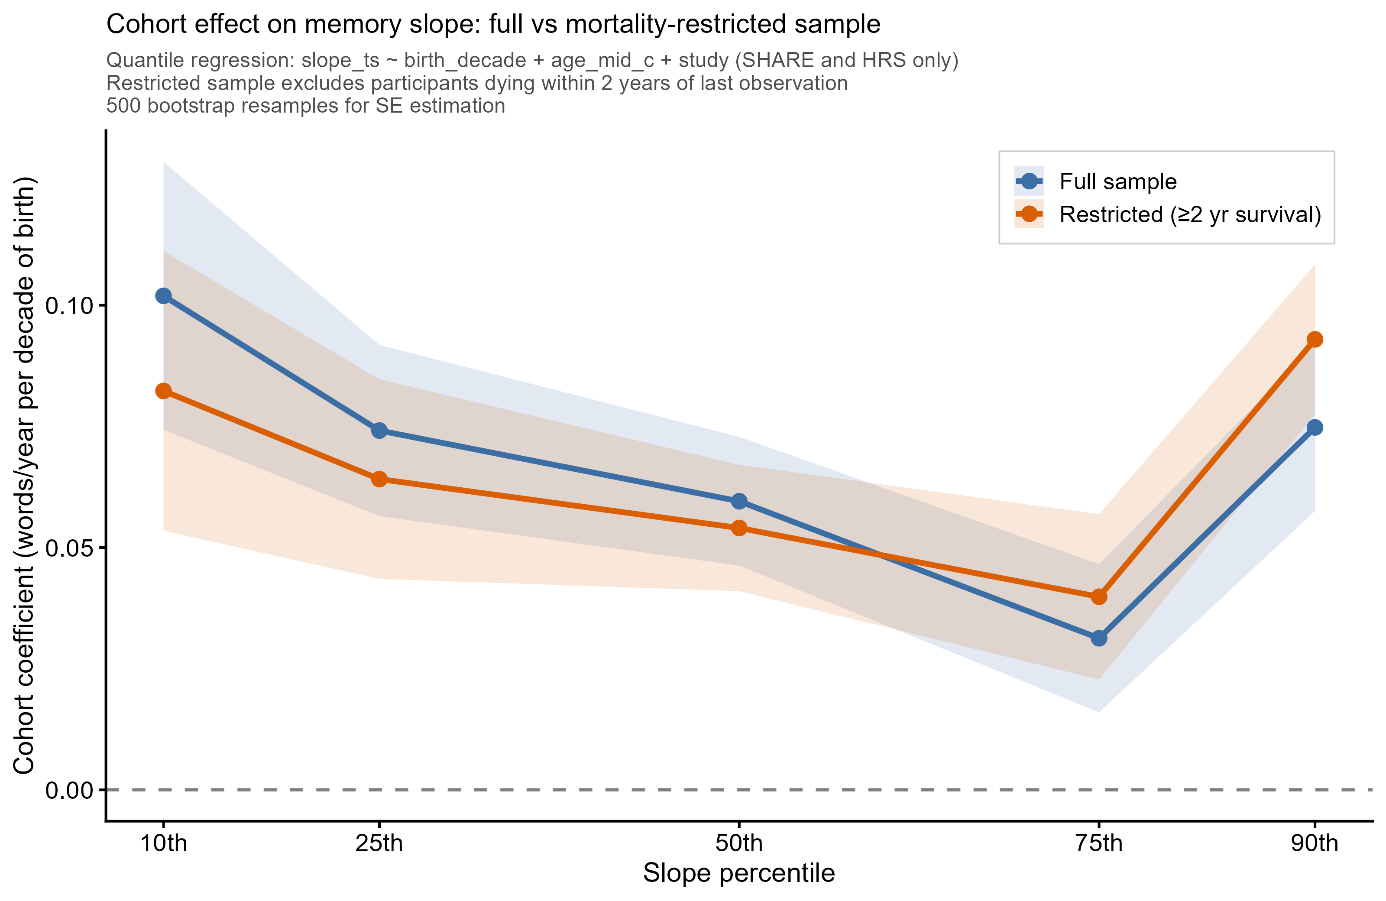 Cohort effect on memory slope: full vs mortality-restricted sample
Quantile regression: slope_ts ~ birth_decade + age_mid_c + study (SHARE and HRS only)
Restricted sample excludes participants dying within 2 years of last observation
500 bootstrap resamples for SE estimation
Full sample
Restricted (≥2 yr survival)
Cohort coefficient (words/year per decade of birth)
0.10
0.05
0.00
10th
25th
50th
75th
90th
Slope percentile